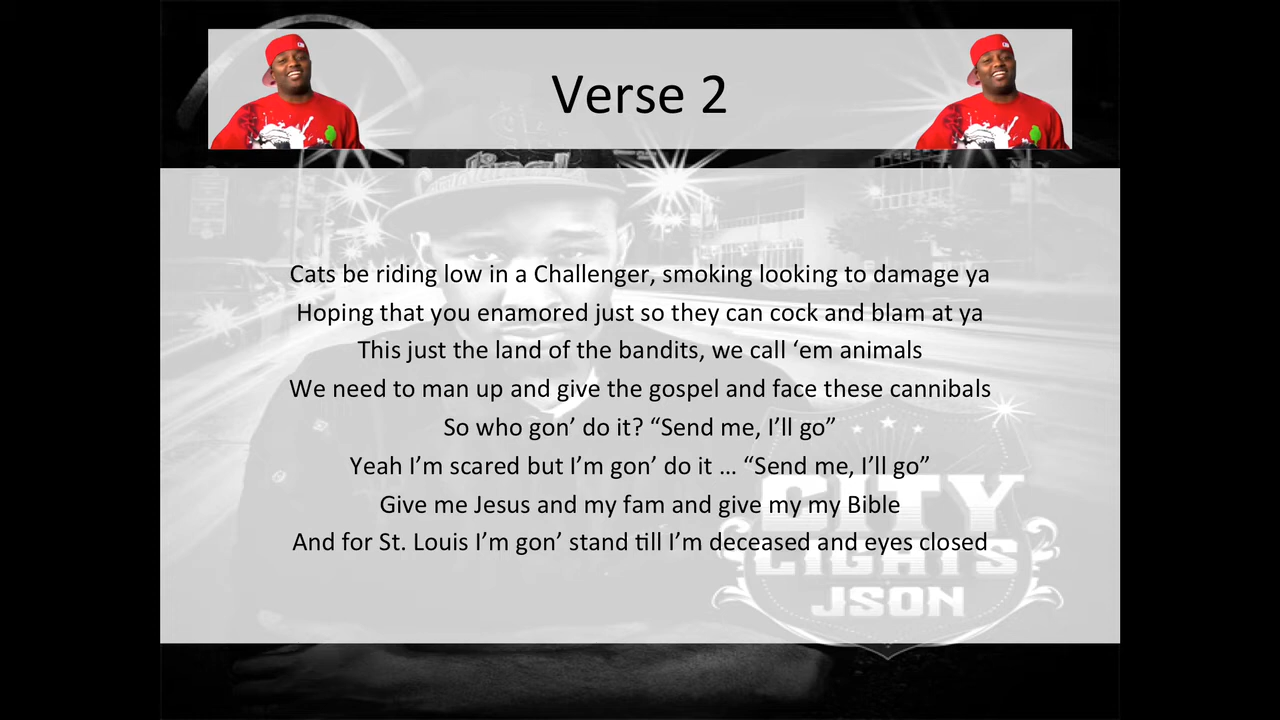 Verse 2
Cats be riding low in a Challenger, smoking looking to damage ya
Hoping that you enamored just so they can cock and blam at ya
This just the land of the bandits, we call ‘em animals
We need to man up and give the gospel and face these cannibals
So who gon’ do it? “Send me, I’ll go”
Yeah I’m scared but I’m gon’ do it … “Send me, I’ll go”
Give me Jesus and my fam and give my my Bible
And for St. Louis I’m gon’ stand till I’m deceased and eyes closed
CITY
LIGHTS
JSON